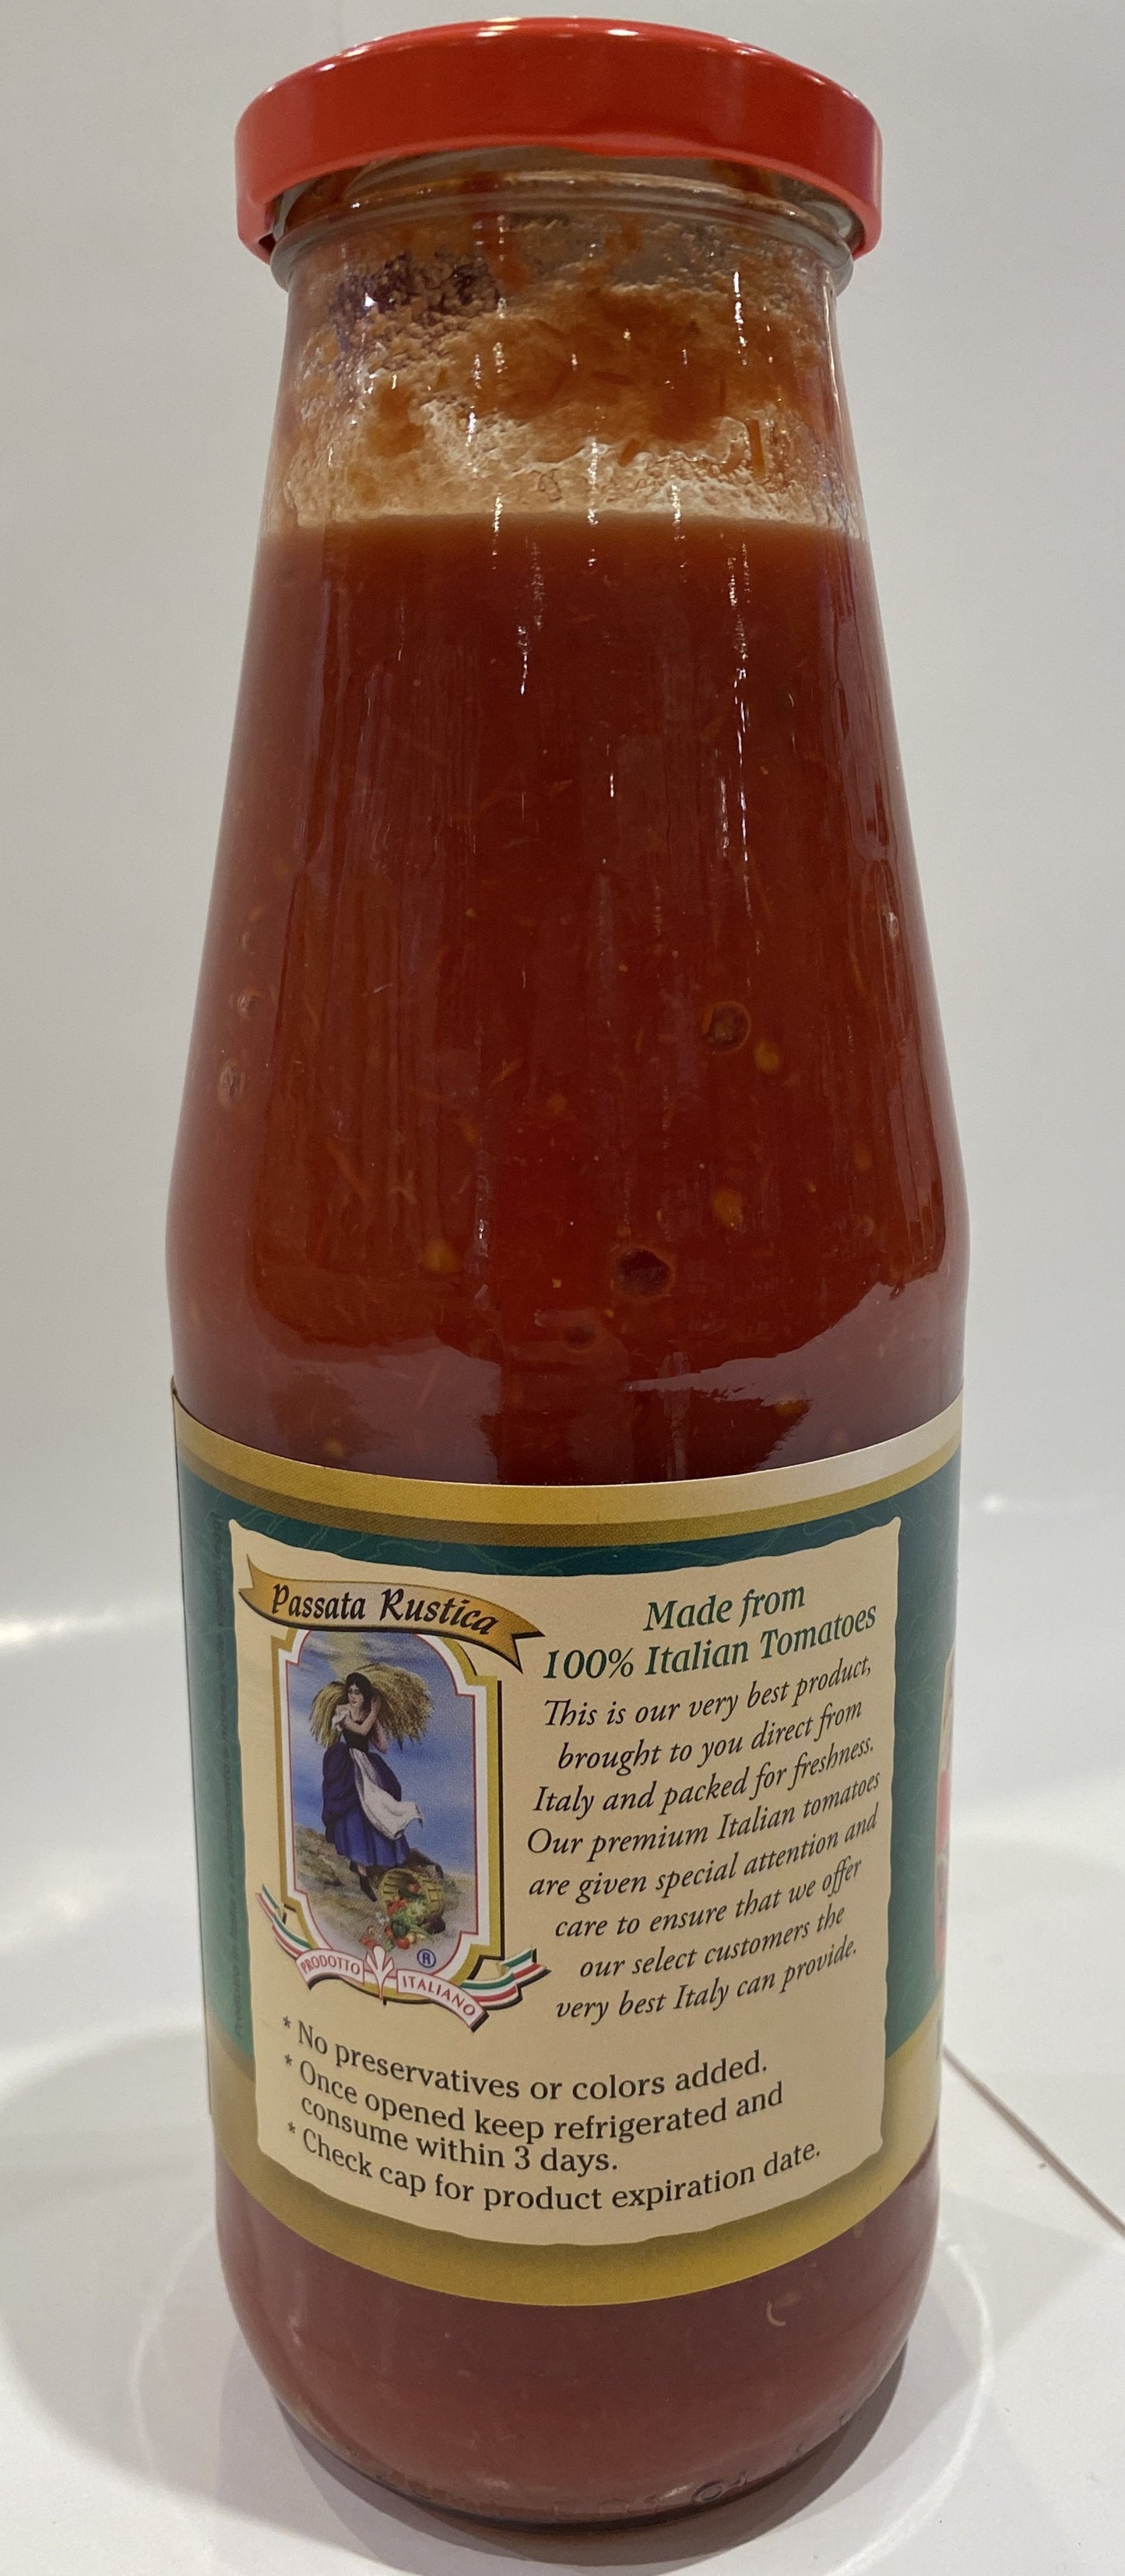 Passata Rustica
PRODOTTO ITALIANO
®
Made from
100% Italian Tomatoes
This is our very best product,
brought to you direct from
Italy and packed for freshness.
Our premium Italian tomatoes
are given special attention and
care to ensure that we offer
our select customers the
very best Italy can provide.
* No preservatives or colors added.
* Once opened keep refrigerated and
consume within 3 days.
* Check cap for product expiration date.